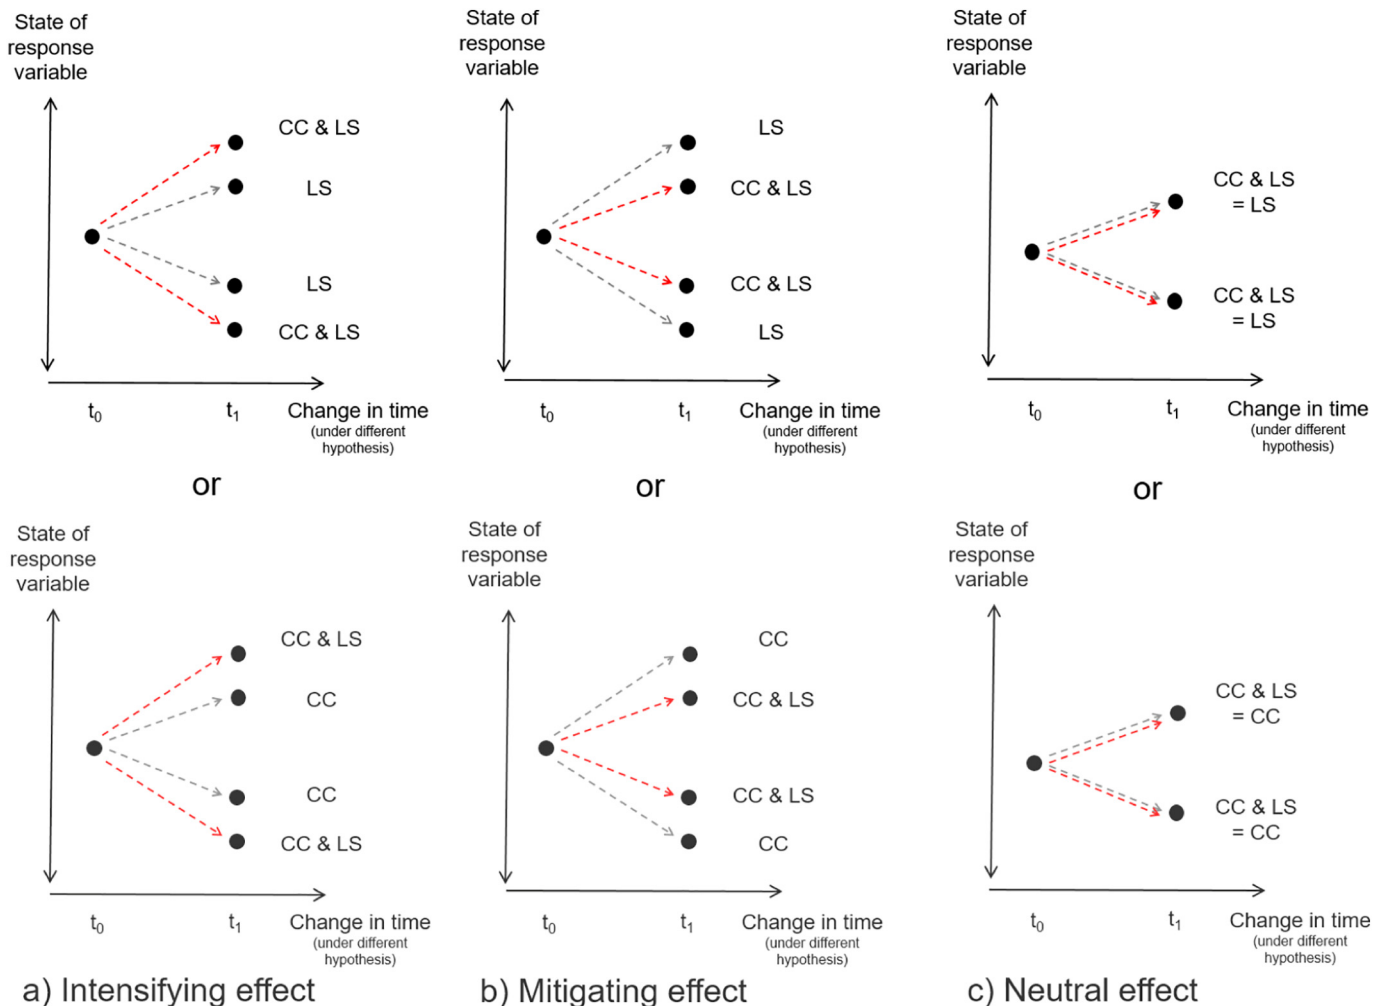 State of
response
variable
CC & LS
LS
LS
CC & LS
t0
t1
Change in time
(under different
hypothesis)
State of
response
variable
LS
CC & LS
CC & LS
LS
t0
t1
Change in time
(under different
hypothesis)
State of
response
variable
CC & LS
= LS
CC & LS
= LS
t0
t1
Change in time
(under different
hypothesis)
or
or
or
State of
response
variable
CC & LS
CC
CC
CC & LS
t0
t1
Change in time
(under different
hypothesis)
a) Intensifying effect
State of
response
variable
CC
CC & LS
CC & LS
CC
t0
t1
Change in time
(under different
hypothesis)
b) Mitigating effect
State of
response
variable
CC & LS
= CC
CC & LS
= CC
t0
t1
Change in time
(under different
hypothesis)
c) Neutral effect